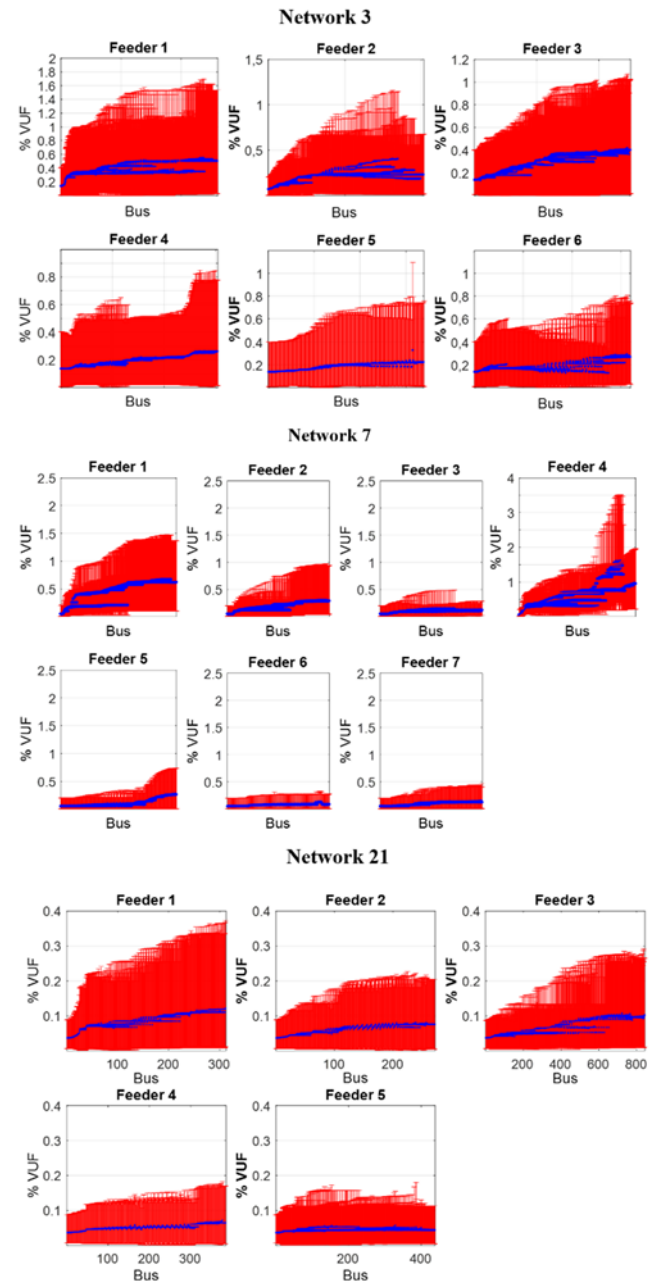 Network 3
Feeder 1 Feeder 2 Feeder 3
% VUF % VUF % VUF
2 1.8 1.6 1.4 1.2 1 0.8 0.6 0.4 0.2
1,5 1 0.5
1.2 1 0.8 0.6 0.4 0.2
Bus Bus Bus
Feeder 4 Feeder 5 Feeder 6
% VUF % VUF % VUF
0.8 0.6 0.4 0.2
1 0.8 0.6 0.4 0.2
1 0.8 0.6 0.4 0.2
Bus Bus Bus
Network 7
Feeder 1 Feeder 2 Feeder 3 Feeder 4
% VUF % VUF % VUF % VUF
2.5 2 1.5 1 0.5
2.5 2 1.5 1 0.5
2.5 2 1.5 1 0.5
4 3 2 1
Bus Bus Bus Bus
Feeder 5 Feeder 6 Feeder 7
% VUF % VUF % VUF
2.5 2 1.5 1 0.5
2.5 2 1.5 1 0.5
2.5 2 1.5 1 0.5
Bus Bus Bus
Network 21
Feeder 1 Feeder 2 Feeder 3
% VUF % VUF % VUF
0.4 0.3 0.2 0.1
0.4 0.3 0.2 0.1
0.4 0.3 0.2 0.1
100 200 300 100 200 200 400 600 800
Bus Bus Bus
Feeder 4 Feeder 5
% VUF % VUF
0.4 0.3 0.2 0.1
0.4 0.3 0.2 0.1
100 200 300 200 400
Bus Bus